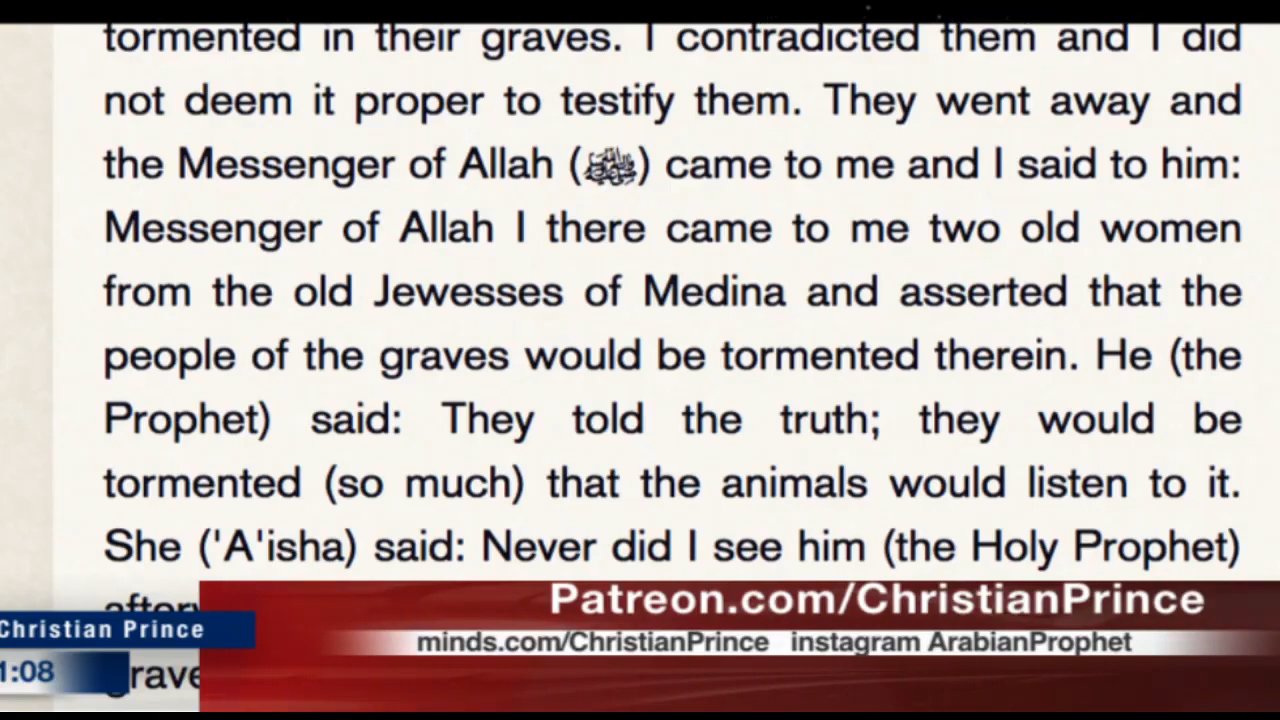 tormented in their graves. I contradicted them and I did
not deem it proper to testify them. They went away and
the Messenger of Allah (ﷺ) came to me and I said to him:
Messenger of Allah I there came to me two old women
from the old Jewesses of Medina and asserted that the
people of the graves would be tormented therein. He (the
Prophet) said: They told the truth; they would be
tormented (so much) that the animals would listen to it.
She ('A'isha) said: Never did I see him (the Holy Prophet)
Patreon.com/ChristianPrince
Christian Prince
minds.com/ChristianPrince instagram ArabianProphet
1:08